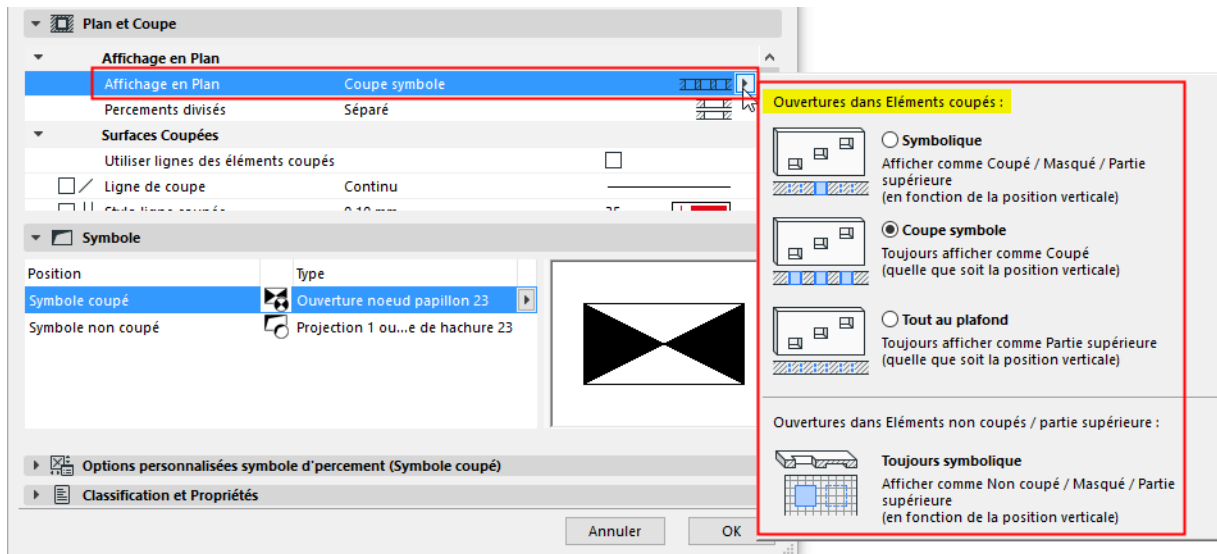 Plan et Coupe
Affichage en Plan
Affichage en Plan Coupe symbole
Percements divisés Séparé
Surfaces Coupées
Utiliser lignes des éléments coupés
Ligne de coupe Continu
Symbole
Position Type
Symbole coupé Ouverture noeud papillon 23
Symbole non coupé Projection 1 ou...e de hachure 23
Options personnalisées symbole d'percement (Symbole coupé)
Classification et Propriétés
Annuler OK
Ouvertures dans Eléments coupés :
Symbolique
Afficher comme Coupé / Masqué / Partie
supérieure
(en fonction de la position verticale)
Coupe symbole
Toujours afficher comme Coupé
(quelle que soit la position verticale)
Tout au plafond
Toujours afficher comme Partie supérieure
(quelle que soit la position verticale)
Ouvertures dans Eléments non coupés / partie supérieure :
Toujours symbolique
Afficher comme Non coupé / Masqué / Partie
supérieure
(en fonction de la position verticale)